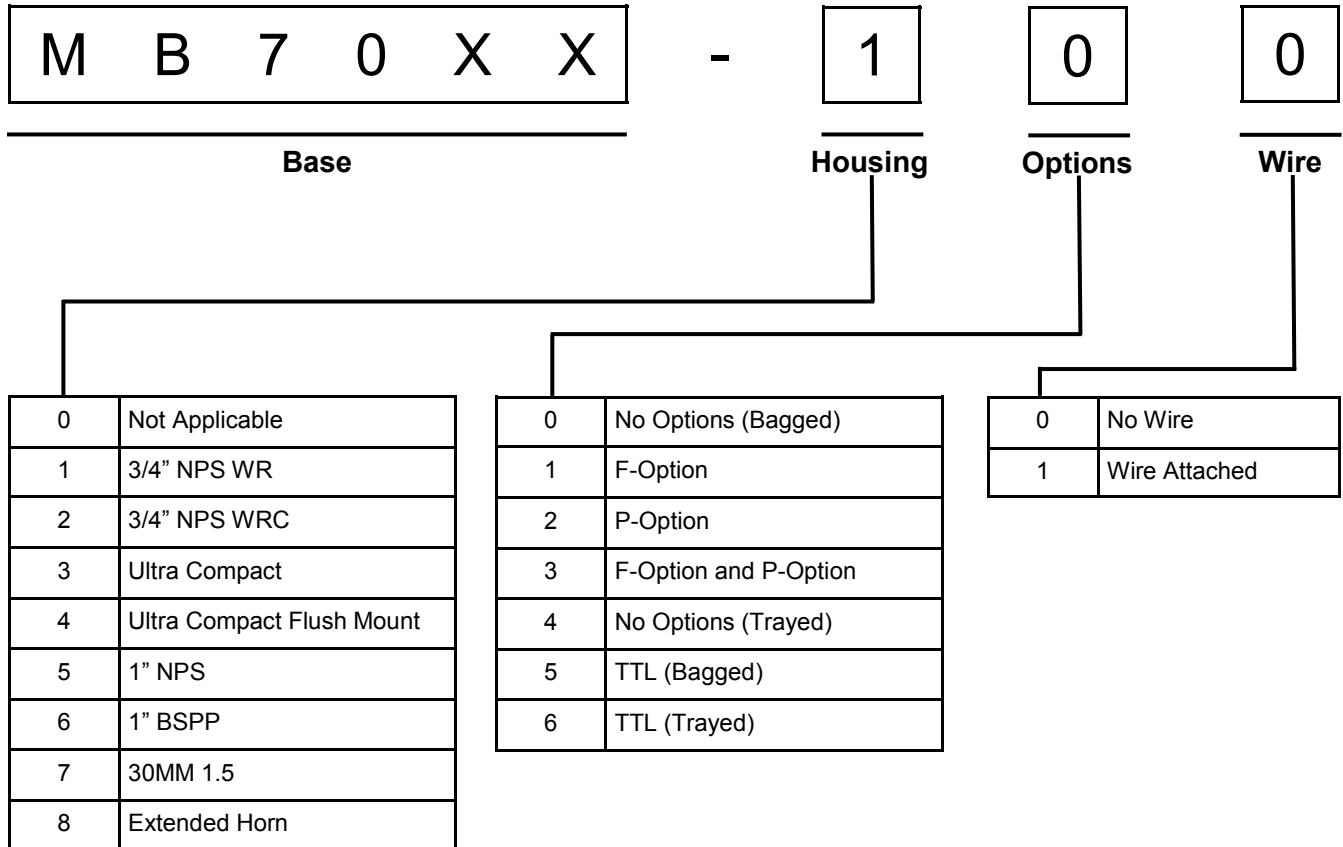 M B 7 0 X X - 1 0 0
Base Housing Options Wire
0 Not Applicable
1 3/4” NPS WR
2 3/4” NPS WRC
3 Ultra Compact
4 Ultra Compact Flush Mount
5 1” NPS
6 1” BSPP
7 30MM 1.5
8 Extended Horn
0 No Options (Bagged)
1 F-Option
2 P-Option
3 F-Option and P-Option
4 No Options (Trayed)
5 TTL (Bagged)
6 TTL (Trayed)
0 No Wire
1 Wire Attached